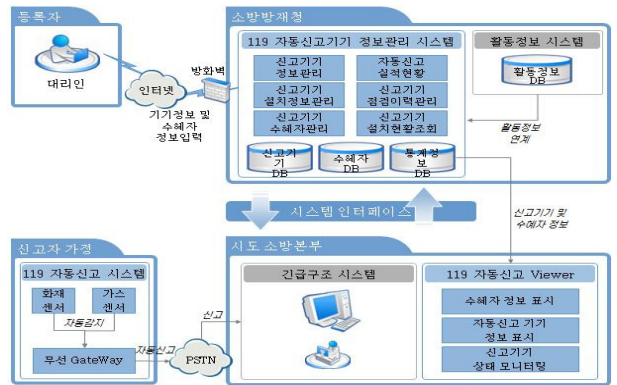 등록자
대리인
인터넷
방화벽
기기정보 및
수혜자
정보입력
소방방재청
119 자동신고기기 정보관리 시스템
신고기기
정보관리
자동신고
실적현황
신고기기
설치정보관리
신고기기
점검이력관리
신고기기
수혜자관리
신고기기
설치현황조회
신고기
기
DB
수혜자
DB
통계정
보
DB
활동정보 시스템
활동정보
DB
활동정보
연계
시스템 인터페이스
신고기기 및
수혜자 정보
신고자 가정
119 자동신고 시스템
화재
센서
가스
센서
자동감지
무선 GateWay
자동신고
PSTN
신고
시도 소방본부
긴급구조 시스템
119 자동신고 Viewer
수혜자 정보 표시
자동신고 기기
정보 표시
신고기기
상태 모니터링